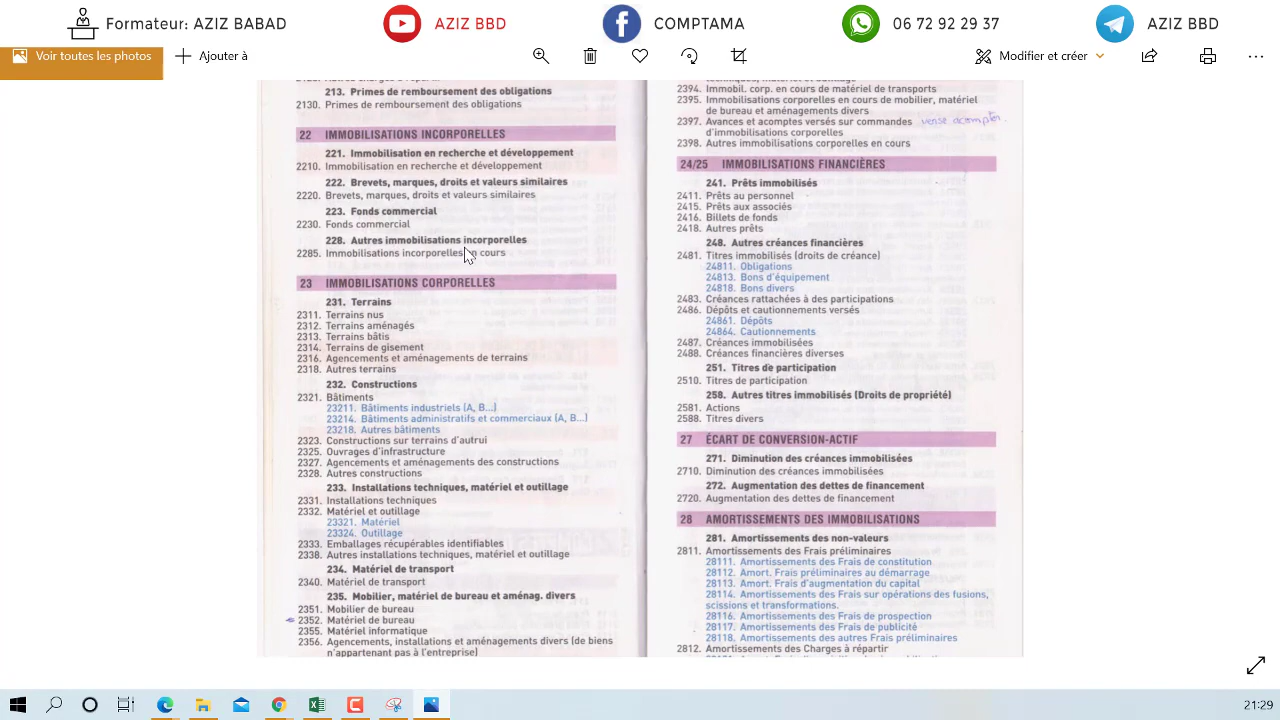 Formateur: AZIZ BABAD
AZIZ BBD
COMPTAMA
06 72 92 29 37
AZIZ BBD
Voir toutes les photos
Ajouter à
Modifier et créer
213. Primes de remboursement des obligations
2130. Primes de remboursement des obligations
22 IMMOBILISATIONS INCORPORELLES
221. Immobilisation en recherche et développement
2210. Immobilisation en recherche et développement
222. Brevets, marques, droits et valeurs similaires
2220. Brevets, marques, droits et valeurs similaires
223. Fonds commercial
2230. Fonds commercial
228. Autres immobilisations incorporelles
2285. Immobilisations incorporelles en cours
23 IMMOBILISATIONS CORPORELLES
231. Terrains
2311. Terrains nus
2312. Terrains aménagés
2313. Terrains bâtis
2314. Terrains de gisement
2316. Agencements et aménagements de terrains
2318. Autres terrains
232. Constructions
2321. Bâtiments
23211. Bâtiments industriels (A, B...)
23214. Bâtiments administratifs et commerciaux (A, B...)
23218. Autres bâtiments
2323. Constructions sur terrains d'autrui
2325. Ouvrages d'infrastructure
2327. Agencements et aménagements des constructions
2328. Autres constructions
233. Installations techniques, matériel et outillage
2331. Installations techniques
2332. Matériel et outillage
23321. Matériel
23324. Outillage
2333. Emballages récupérables identifiables
2338. Autres installations techniques, matériel et outillage
234. Matériel de transport
2340. Matériel de transport
235. Mobilier, matériel de bureau et aménag. divers
2351. Mobilier de bureau
2352. Matériel de bureau
2355. Matériel informatique
2356. Agencements, installations et aménagements divers (de biens
n'appartenant pas à l'entreprise)
2394. Immobil. corp. en cours de matériel de transports
2395. Immobilisations corporelles en cours de mobilier, matériel
de bureau et aménagements divers
2397. Avances et acomptes versés sur commandes
d'immobilisations corporelles
2398. Autres immobilisations corporelles en cours
24/25 IMMOBILISATIONS FINANCIÈRES
241. Prêts immobilisés
2411. Prêts au personnel
2415. Prêts aux associés
2416. Billets de fonds
2418. Autres prêts
248. Autres créances financières
2481. Titres immobilisés (droits de créance)
24811. Obligations
24813. Bons d'équipement
24818. Bons divers
2483. Créances rattachées à des participations
2486. Dépôts et cautionnements versés
24861. Dépôts
24864. Cautionnements
2487. Créances immobilisées
2488. Créances financières diverses
251. Titres de participation
2510. Titres de participation
258. Autres titres immobilisés (Droits de propriété)
2581. Actions
2588. Titres divers
27 ÉCART DE CONVERSION-ACTIF
271. Diminution des créances immobilisées
2710. Diminution des créances immobilisées
272. Augmentation des dettes de financement
2720. Augmentation des dettes de financement
28 AMORTISSEMENTS DES IMMOBILISATIONS
281. Amortissements des non-valeurs
2811. Amortissements des Frais préliminaires
28111. Amortissements des Frais de constitution
28112. Amort. Frais préliminaires au démarrage
28113. Amort. Frais d'augmentation du capital
28114. Amortissements des Frais sur opérations des fusions,
scissions et transformations.
28116. Amortissements des Frais de prospection
28117. Amortissements des Frais de publicité
28118. Amortissements des autres Frais préliminaires
2812. Amortissements des Charges à répartir
21:29